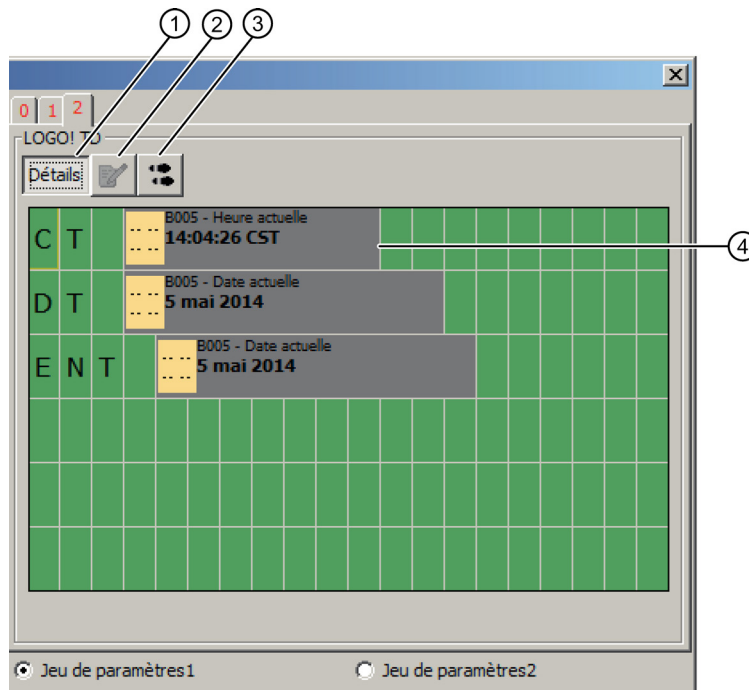 1 2 3
0 1 2
LOGO! TD
Détails
B005 - Heure actuelle
C T 14:04:26 CST
4
B005 - Date actuelle
D T 5 mai 2014
B005 - Date actuelle
E N T 5 mai 2014
Jeu de paramètres1 Jeu de paramètres2